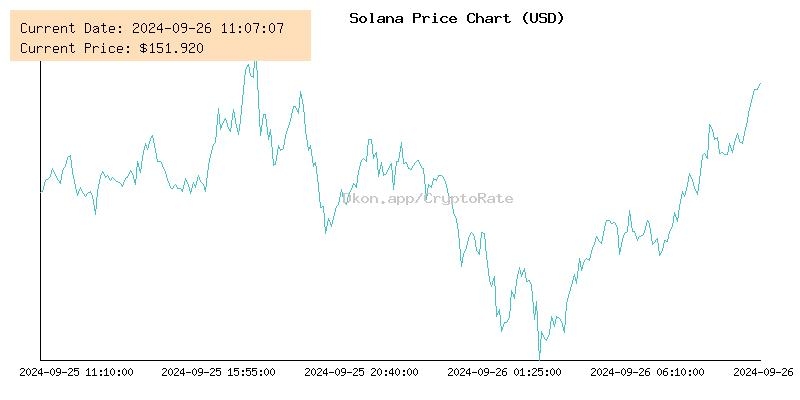 Solana Price Chart (USD)
Current Date: 2024-09-26 11:07:07
Current Price: $151.920
Ukon.app/CryptoRate
2024-09-25 11:10:00 2024-09-25 15:55:00 2024-09-25 20:40:00 2024-09-26 01:25:00 2024-09-26 06:10:00 2024-09-26